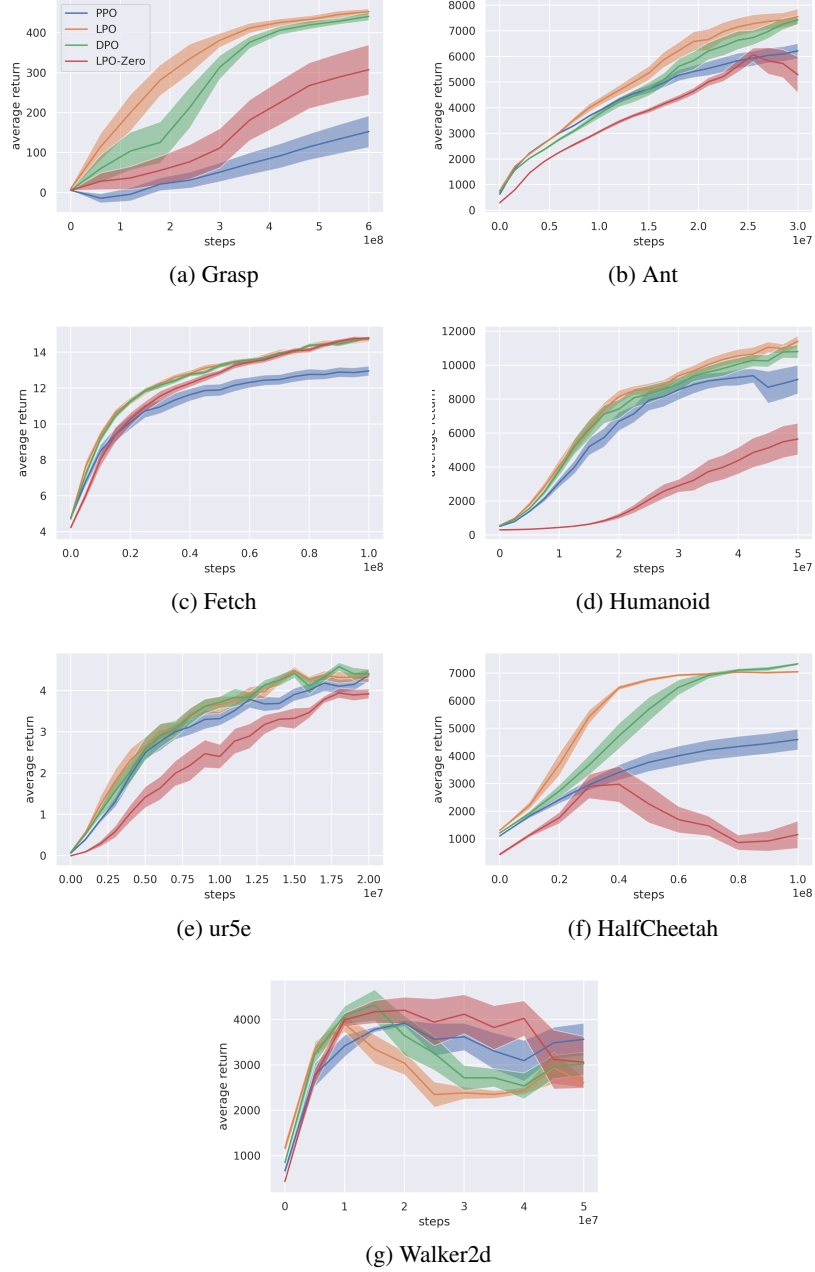 PPO
LPO
DPO
LPO-Zero
400
300
200
100
0
average return
0 1 2 3 4 5 6
steps
1e8
(a) Grasp
8000
7000
6000
5000
4000
3000
2000
1000
0
average return
0.0 0.5 1.0 1.5 2.0 2.5 3.0
steps
1e7
(b) Ant
14
12
10
8
6
4
average return
0.0 0.2 0.4 0.6 0.8 1.0
steps
1e8
(c) Fetch
12000
10000
8000
6000
4000
2000
0
average return
0 1 2 3 4 5
steps
1e7
(d) Humanoid
4
3
2
1
0
average return
0.00 0.25 0.50 0.75 1.00 1.25 1.50 1.75 2.00
steps
1e7
(e) ur5e
7000
6000
5000
4000
3000
2000
1000
average return
0.0 0.2 0.4 0.6 0.8 1.0
steps
1e8
(f) HalfCheetah
4000
3000
2000
1000
average return
0 1 2 3 4 5
steps
1e7
(g) Walker2d